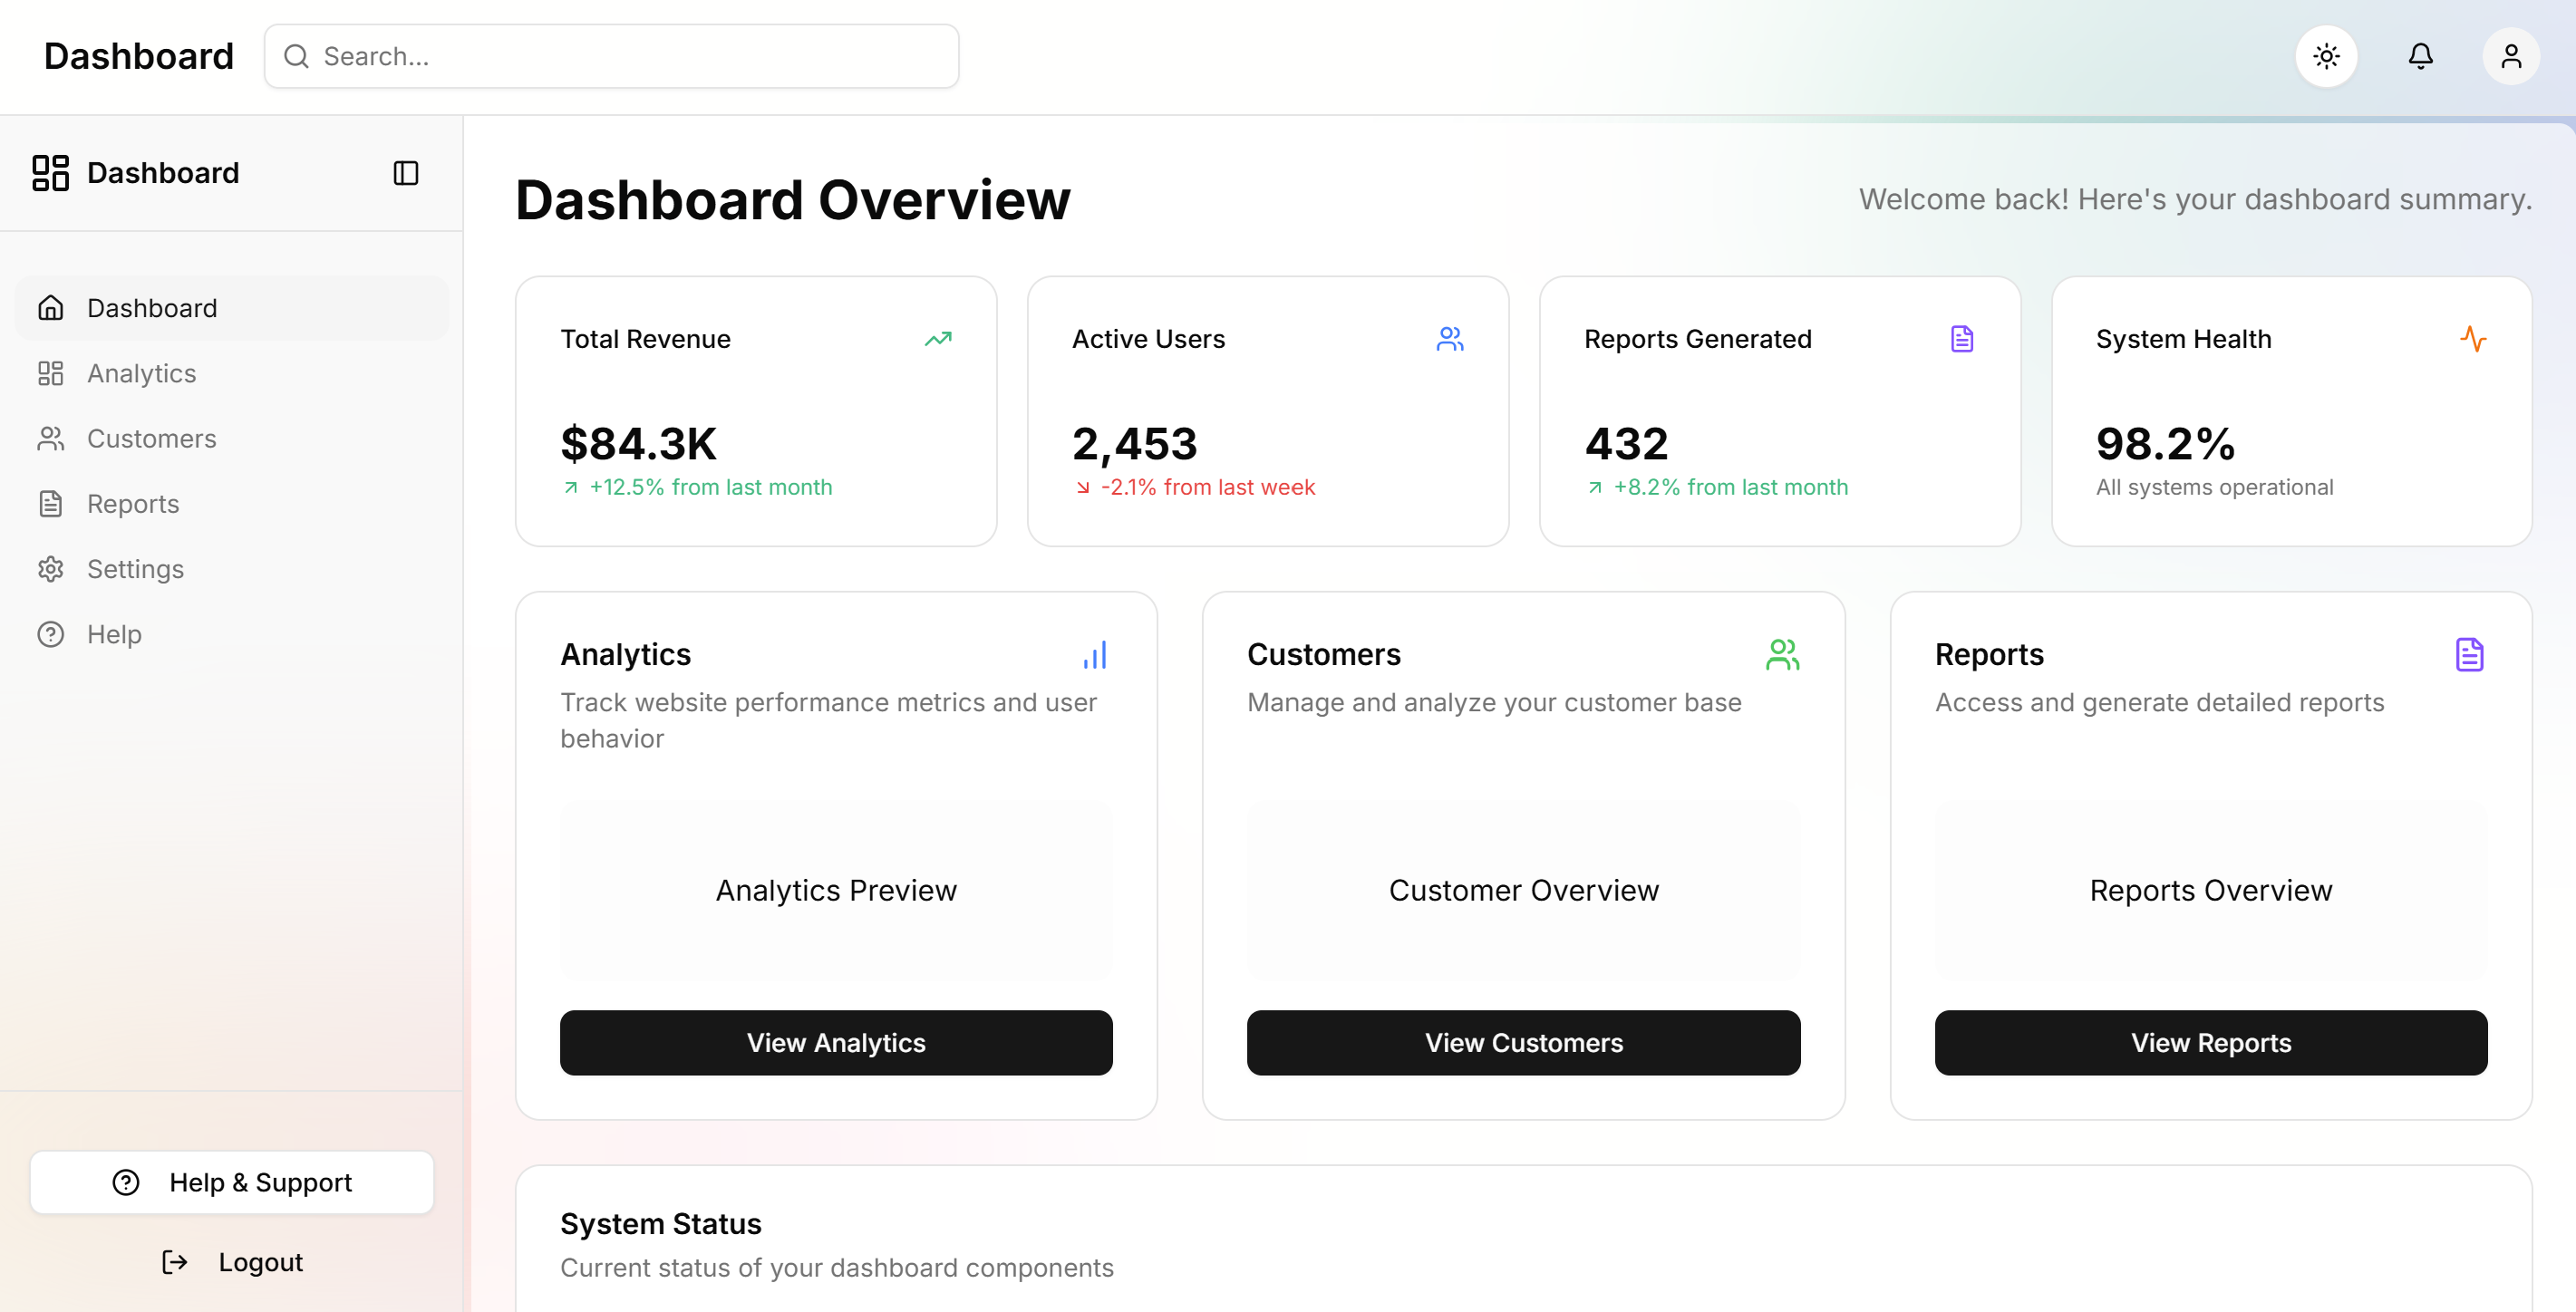 Dashboard
Search...
Dashboard
Dashboard
Analytics
Customers
Reports
Settings
Help
Help & Support
Logout
Dashboard Overview
Welcome back! Here's your dashboard summary.
Total Revenue
$84.3K
+12.5% from last month
Active Users
2,453
-2.1% from last week
Reports Generated
432
+8.2% from last month
System Health
98.2%
All systems operational
Analytics
Track website performance metrics and user
behavior
Analytics Preview
View Analytics
Customers
Manage and analyze your customer base
Customer Overview
View Customers
Reports
Access and generate detailed reports
Reports Overview
View Reports
System Status
Current status of your dashboard components